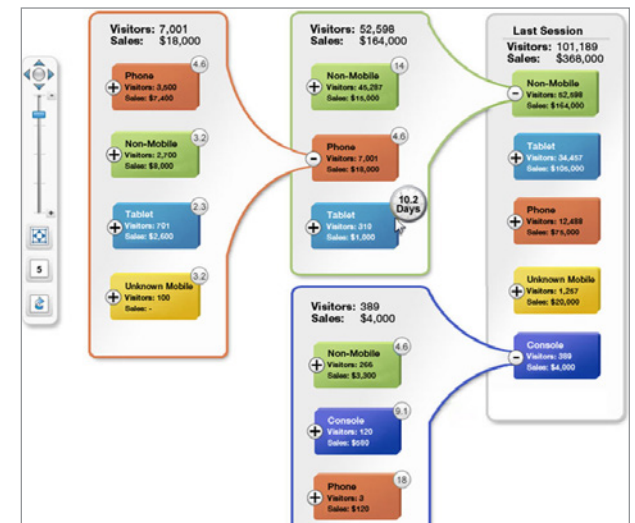 Visitors: 7,001
Sales: $18,000
4.6
Phone
Visitors: 3,500
Sales: $7,400
3.2
Non-Mobile
Visitors: 2,700
Sales: $8,000
2.3
Tablet
Visitors: 701
Sales: $2,600
3.2
Unknown Mobile
Visitors: 100
Sales: -
5
Visitors: 52,598
Sales: $164,000
14
Non-Mobile
Visitors: 45,287
Sales: $15,000
4.6
Phone
Visitors: 7,001
Sales: $18,000
10.2
Days
Tablet
Visitors: 310
Sales: $1,000
Visitors: 389
Sales: $4,000
4.6
Non-Mobile
Visitors: 266
Sales: $3,300
9.1
Console
Visitors: 120
Sales: $580
18
Phone
Visitors: 3
Sales: $120
Last Session
Visitors: 101,189
Sales: $368,000
Non-Mobile
Visitors: 52,598
Sales: $164,000
Tablet
Visitors: 34,457
Sales: $105,000
Phone
Visitors: 12,488
Sales: $75,000
Unknown Mobile
Visitors: 1,267
Sales: $20,000
Console
Visitors: 389
Sales: $4,000